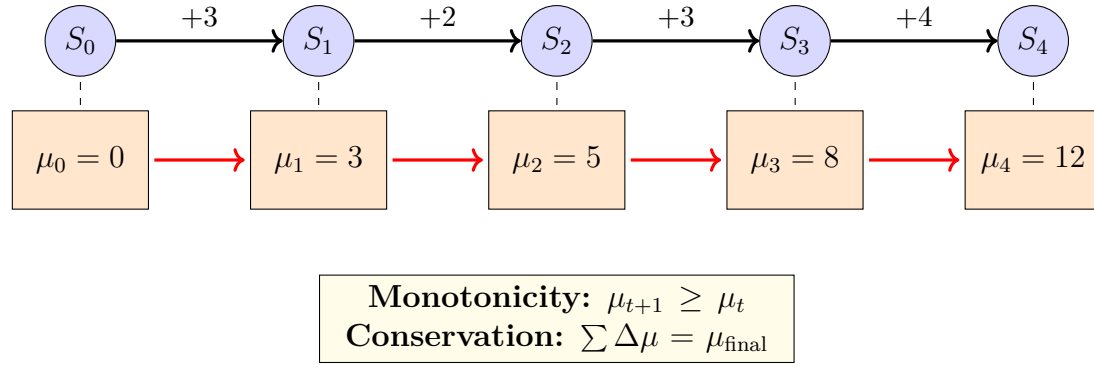 +3 +2 +3 +4
S₀ S₁ S₂ S₃ S₄
μ₀ = 0 μ₁ = 3 μ₂ = 5 μ₃ = 8 μ₄ = 12
Monotonicity: μₜ₊₁ ≥ μₜ
Conservation: ∑ Δμ = μ_final